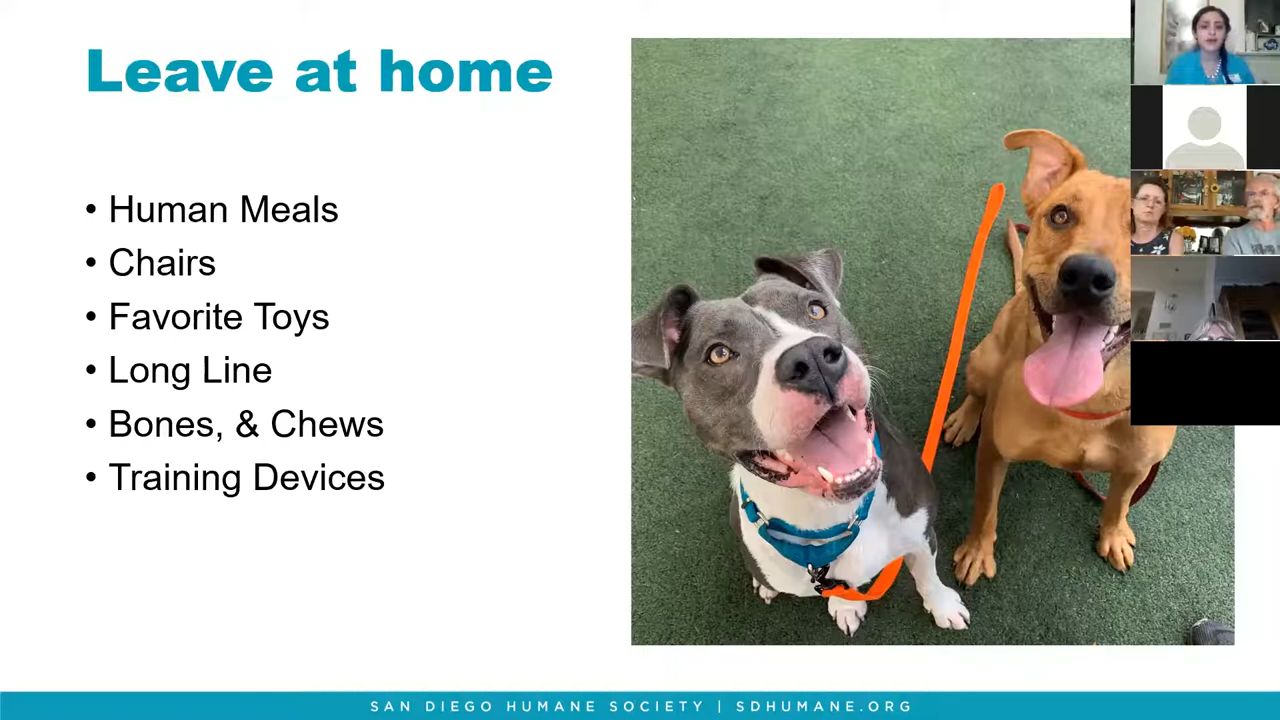 Leave at home
• Human Meals
• Chairs
• Favorite Toys
• Long Line
• Bones, & Chews
• Training Devices
SAN DIEGO HUMANE SOCIETY | SDHUMANE.ORG